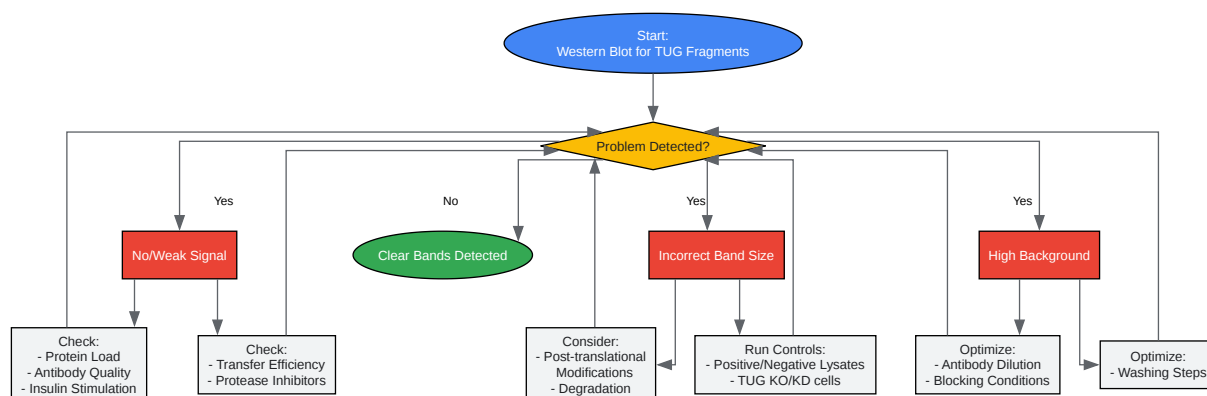 Start:
Western Blot for TUG Fragments
Problem Detected?
Yes
No
Yes
Yes
No/Weak Signal
Clear Bands Detected
Incorrect Band Size
High Background
Check:
- Protein Load
- Antibody Quality
- Insulin Stimulation
Check:
- Transfer Efficiency
- Protease Inhibitors
Consider:
- Post-translational
Modifications
- Degradation
Run Controls:
- Positive/Negative Lysates
- TUG KO/KD cells
Optimize:
- Antibody Dilution
- Blocking Conditions
Optimize:
- Washing Steps